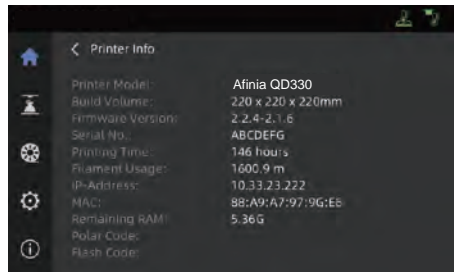 Printer Info
Printer Model: Afinia QD330
Build Volume: 220 x 220 x 220mm
Firmware Version: 2.2.4-2.1.6
Serial No.: ABCDEFG
Printing Time: 146 hours
Filament Usage: 1600.9 m
IP-Address: 10.33.23.222
MAC: 88:A9:A7:97:9G:E8
Remaining RAM: 5.36G
Polar Code:
Flash Code: